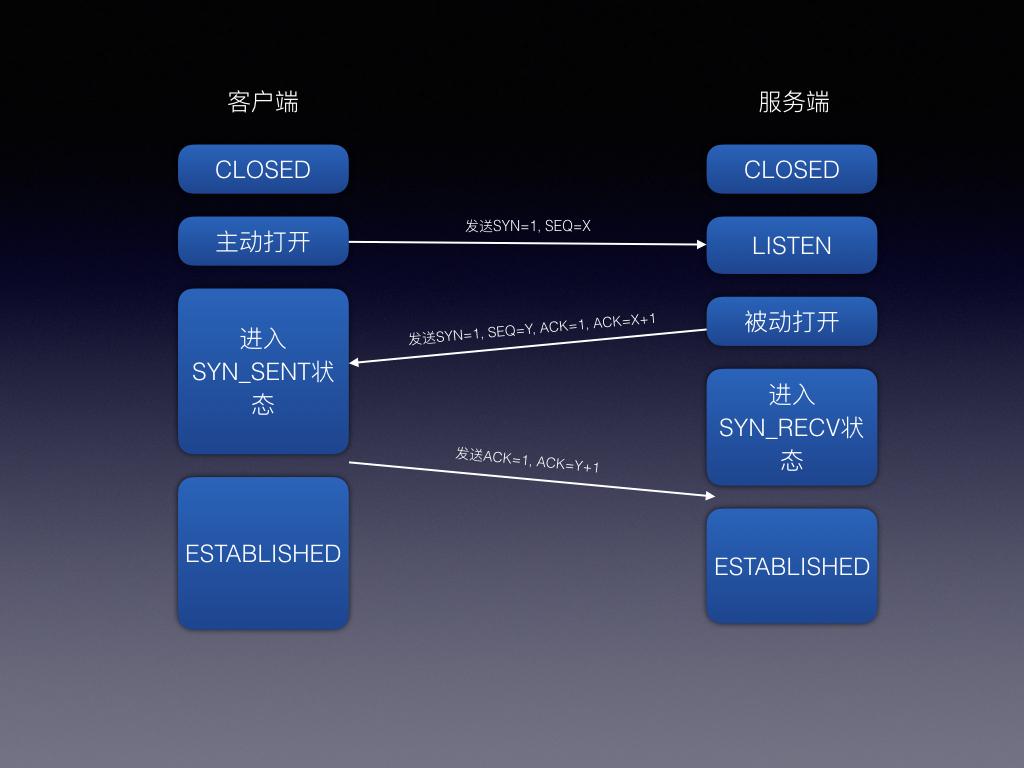 客户端
服务端
CLOSED
CLOSED
主动打开
发送SYN=1, SEQ=X
LISTEN
被动打开
发送SYN=1, SEQ=Y, ACK=1, ACK=X+1
进入
SYN_SENT状
态
进入
SYN_RECV状
态
发送ACK=1, ACK=Y+1
ESTABLISHED
ESTABLISHED